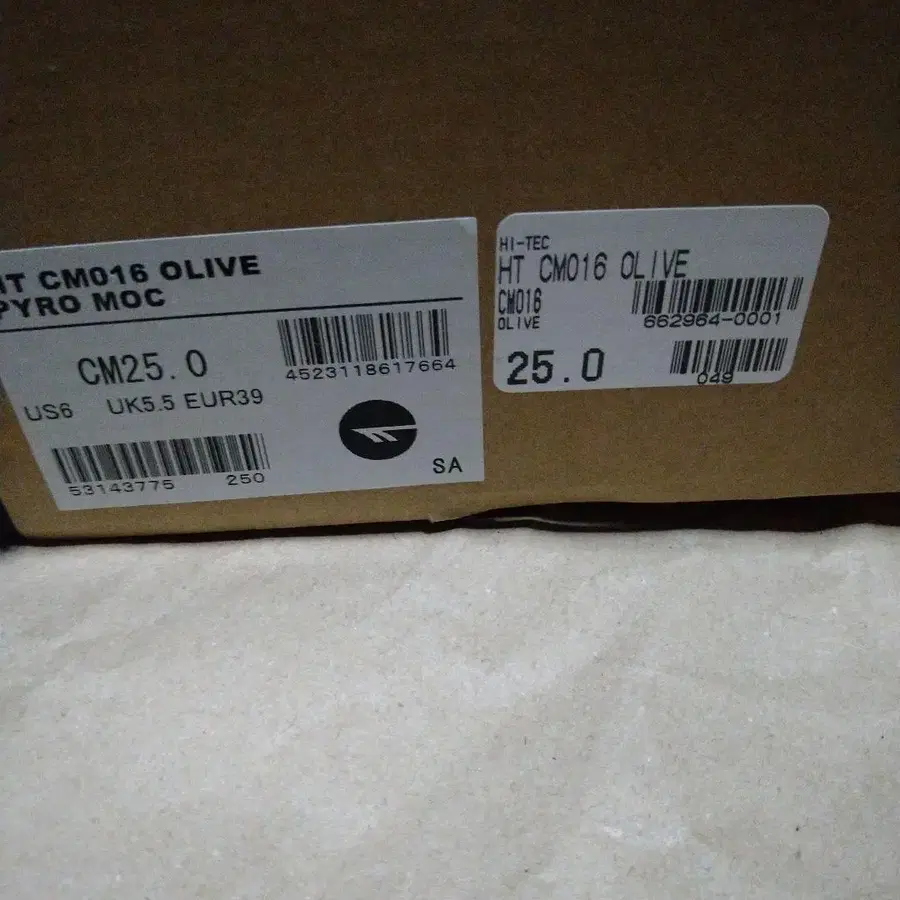 HT CM016 OLIVE
PYRO MOC
CM25.0
4523118617664
US6 UK5.5 EUR39
SA
53143775 250
HI-TEC
HT CM016 OLIVE
CM016
OLIVE
662964-0001
25.0
049